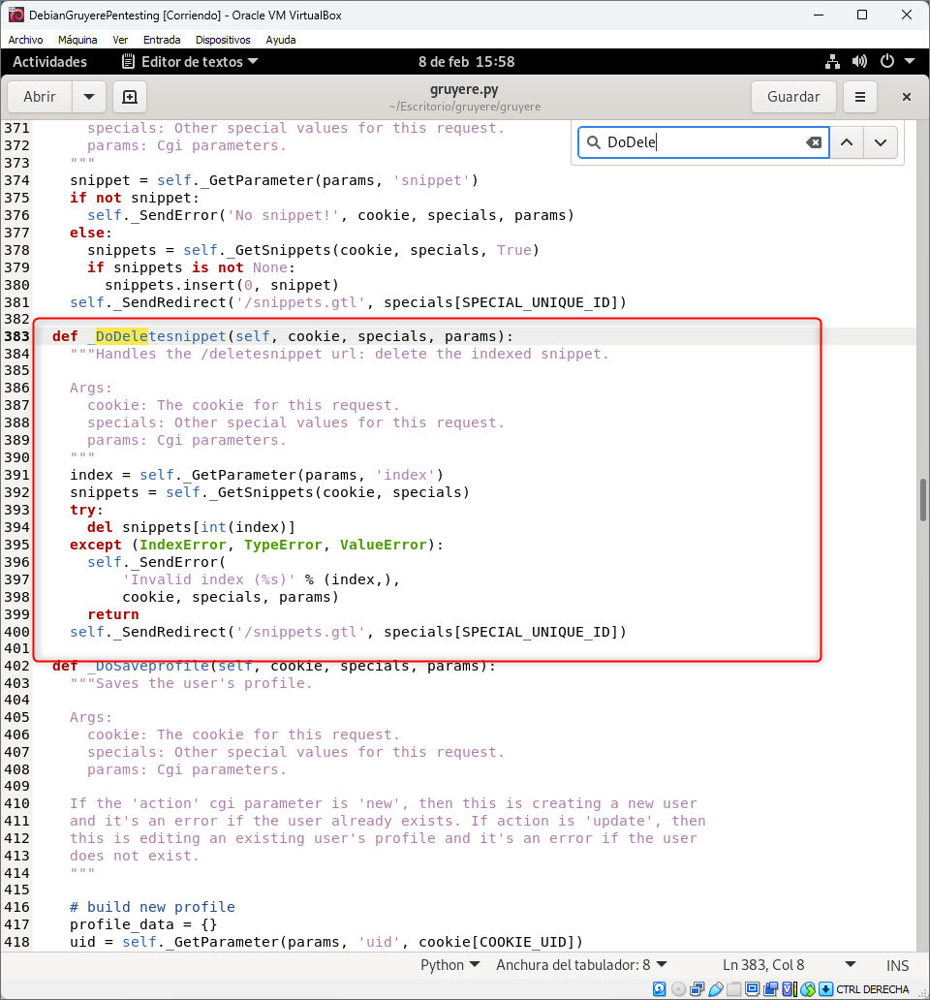 DebianGruyerePentesting [Corriendo] - Oracle VM VirtualBox
Archivo Máquina Ver Entrada Dispositivos Ayuda
Actividades Editor de textos 8 de feb 15:58
Abrir gruyere.py Guardar
~/Escritorio/gruyere/gruyere
DoDele
371 specials: Other special values for this request.
372 params: Cgi parameters.
373 """
374 snippet = self._GetParameter(params, 'snippet')
375 if not snippet:
376 self._SendError('No snippet!', cookie, specials, params)
377 else:
378 snippets = self._GetSnippets(cookie, specials, True)
379 if snippets is not None:
380 snippets.insert(0, snippet)
381 self._SendRedirect('/snippets.gtl', specials[SPECIAL_UNIQUE_ID])
382
383 def _DoDeletesnippet(self, cookie, specials, params):
384 """Handles the /deletesnippet url: delete the indexed snippet.
385
386 Args:
387 cookie: The cookie for this request.
388 specials: Other special values for this request.
389 params: Cgi parameters.
390 """
391 index = self._GetParameter(params, 'index')
392 snippets = self._GetSnippets(cookie, specials)
393 try:
394 del snippets[int(index)]
395 except (IndexError, TypeError, ValueError):
396 self._SendError(
397 'Invalid index (%s)' % (index,),
398 cookie, specials, params)
399 return
400 self._SendRedirect('/snippets.gtl', specials[SPECIAL_UNIQUE_ID])
401
402 def _DoSaveprofile(self, cookie, specials, params):
403 """Saves the user's profile.
404
405 Args:
406 cookie: The cookie for this request.
407 specials: Other special values for this request.
408 params: Cgi parameters.
409
410 If the 'action' cgi parameter is 'new', then this is creating a new user
411 and it's an error if the user already exists. If action is 'update', then
412 this is editing an existing user's profile and it's an error if the user
413 does not exist.
414 """
415
416 # build new profile
417 profile_data = {}
418 uid = self._GetParameter(params, 'uid', cookie[COOKIE_UID])
Python Anchura del tabulador: 8 Ln 383, Col 8 INS
CTRL DERECHA